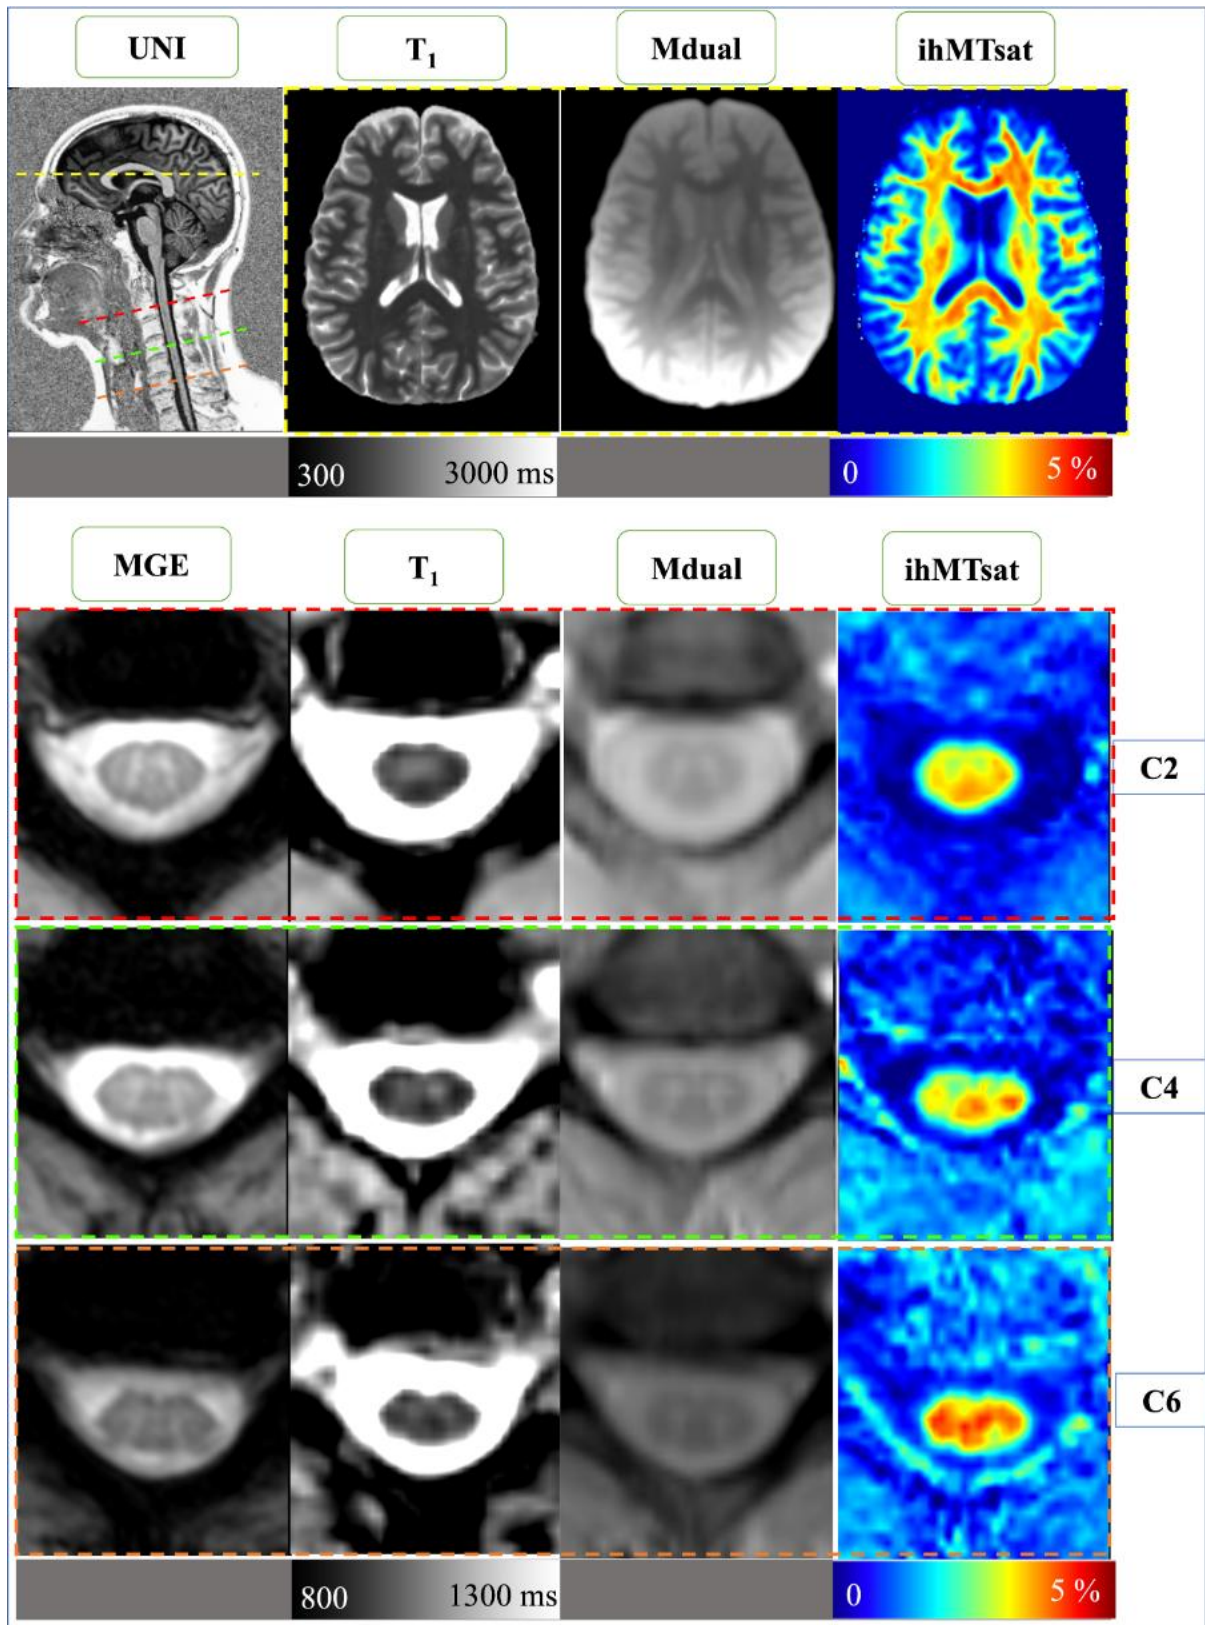 UNI T₁ Mdual ihMTsat
300 3000 ms 0 5 %
MGE T₁ Mdual ihMTsat
C2
C4
C6
800 1300 ms 0 5 %